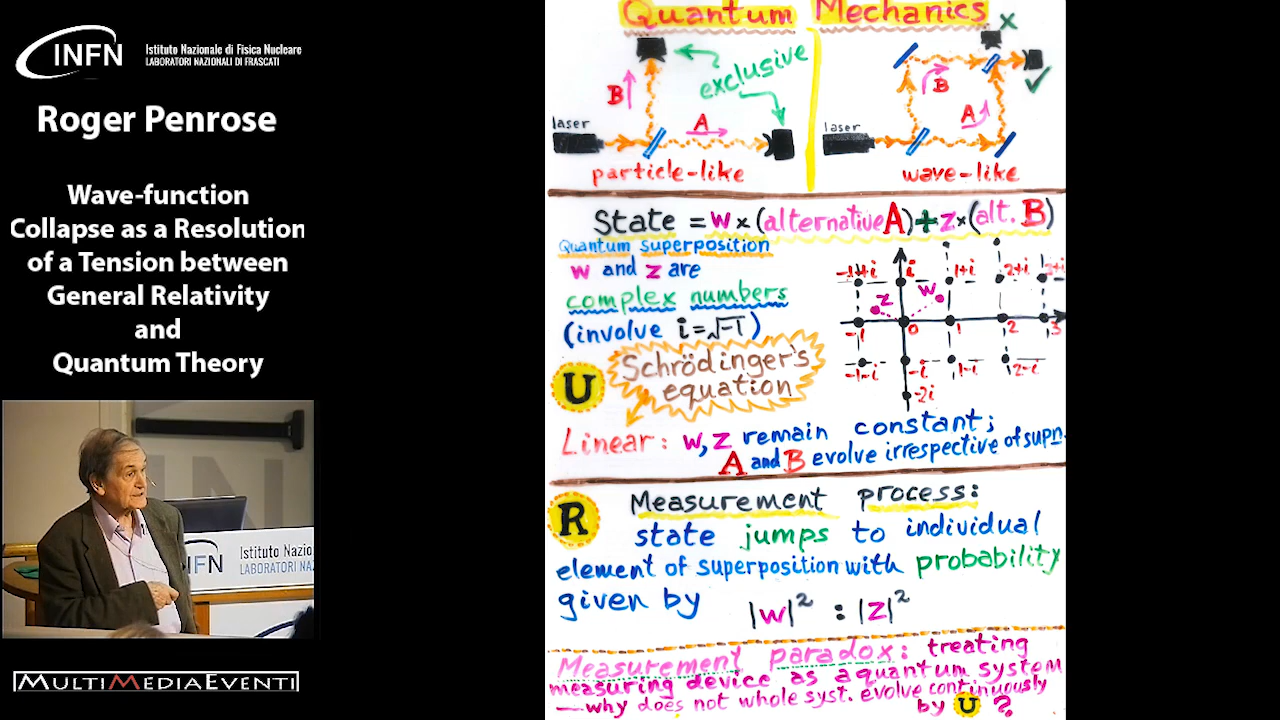 INFN
Istituto Nazionale di Fisica Nucleare
LABORATORI NAZIONALI DI FRASCATI
Roger Penrose
Wave-function
Collapse as a Resolution
of a Tension between
General Relativity
and
Quantum Theory
INFN
Istituto Nazio
LABORATORI NAZ
MULTIMEDIAEVENTI
Quantum Mechanics
exclusive
B
laser
A
particle-like
x
B
A
laser
✓
wave-like
State = w × (alternative A) + z × (alt. B)
Quantum superposition
w and z are
complex numbers
(involve i = √-1)
-1+i i 1+i 2+i 3+i
z w
-1 0 1 2 3
-1-i -i 1-i 2-i
-2i
U Schrödinger's
equation
Linear: w, z remain constant;
A and B evolve irrespective of supn.
R Measurement process:
state jumps to individual
element of superposition with probability
given by |w|² : |z|²
Measurement paradox: treating
measuring device as a quantum system
—why does not whole syst. evolve continuously
by U ?